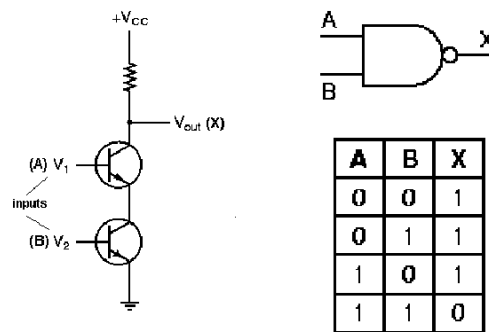 +VCC
Vout (X)
(A) V1
inputs
(B) V2
A
B
X
A B X
0 0 1
0 1 1
1 0 1
1 1 0